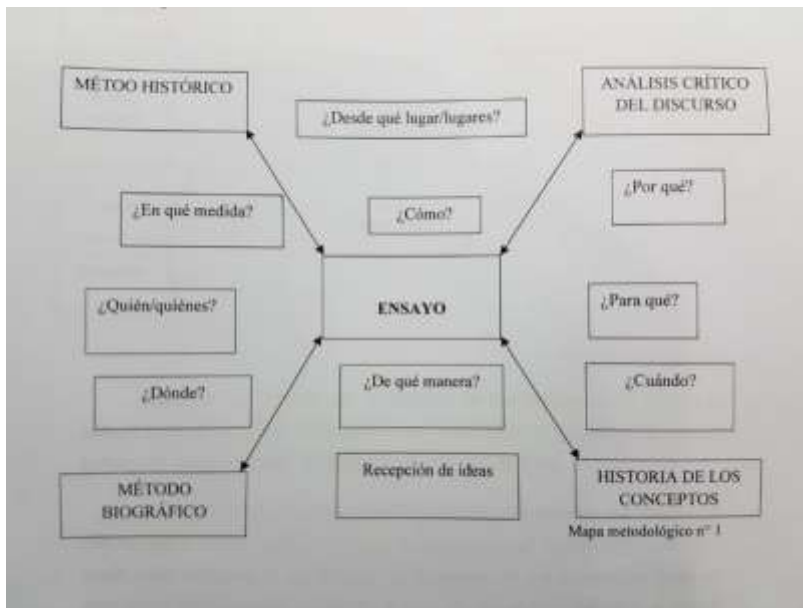 MÉTOO HISTÓRICO
ANÁLISIS CRÍTICO
DEL DISCURSO
¿Desde qué lugar/lugares?
¿Por qué?
¿En qué medida?
¿Cómo?
¿Quién/quiénes?
ENSAYO
¿Para qué?
¿Dónde?
¿De qué manera?
¿Cuándo?
MÉTODO
BIOGRÁFICO
Recepción de ideas
HISTORIA DE LOS
CONCEPTOS
Mapa metodológico n° 1